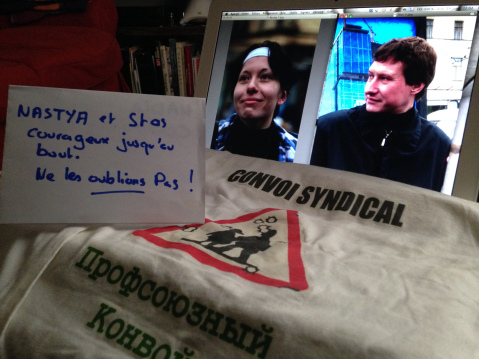 NASTYA et Stas
courageux jusqu'au
bout.
Ne les oublions Pas !
CONVOI SYNDICAL
Профсоюзный
Конвой